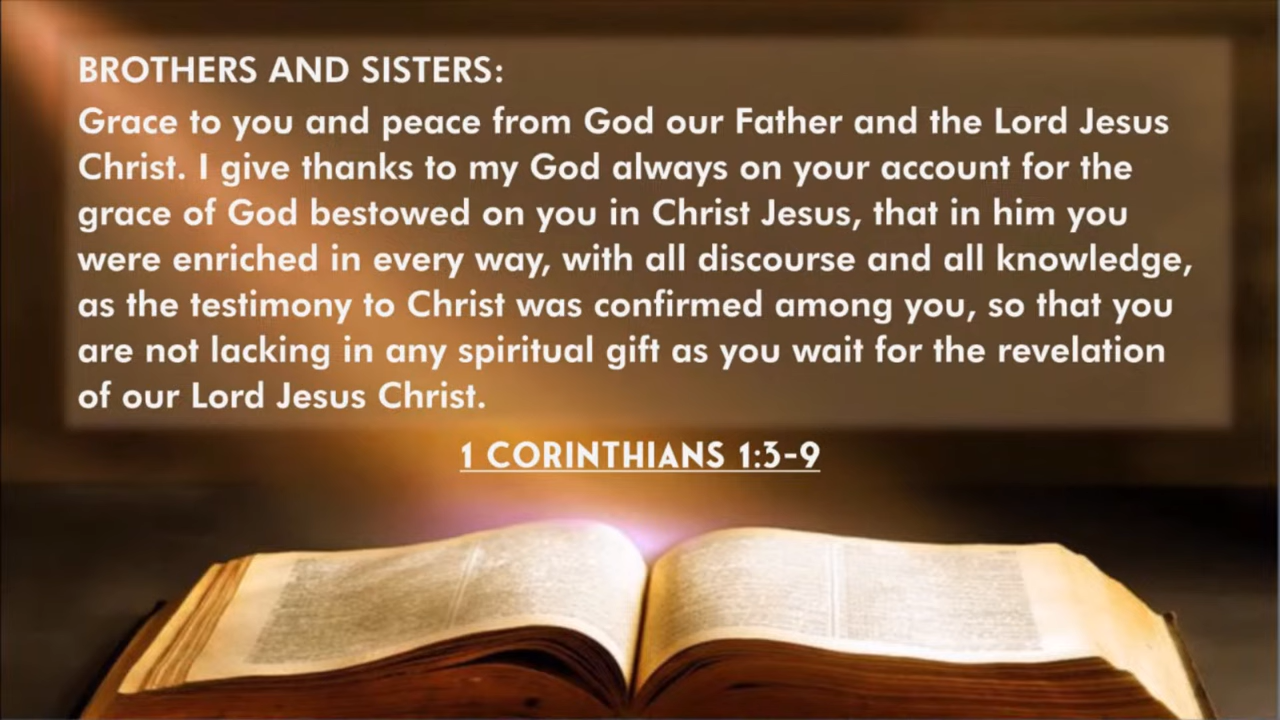 BROTHERS AND SISTERS:
Grace to you and peace from God our Father and the Lord Jesus
Christ. I give thanks to my God always on your account for the
grace of God bestowed on you in Christ Jesus, that in him you
were enriched in every way, with all discourse and all knowledge,
as the testimony to Christ was confirmed among you, so that you
are not lacking in any spiritual gift as you wait for the revelation
of our Lord Jesus Christ.
1 CORINTHIANS 1:3-9